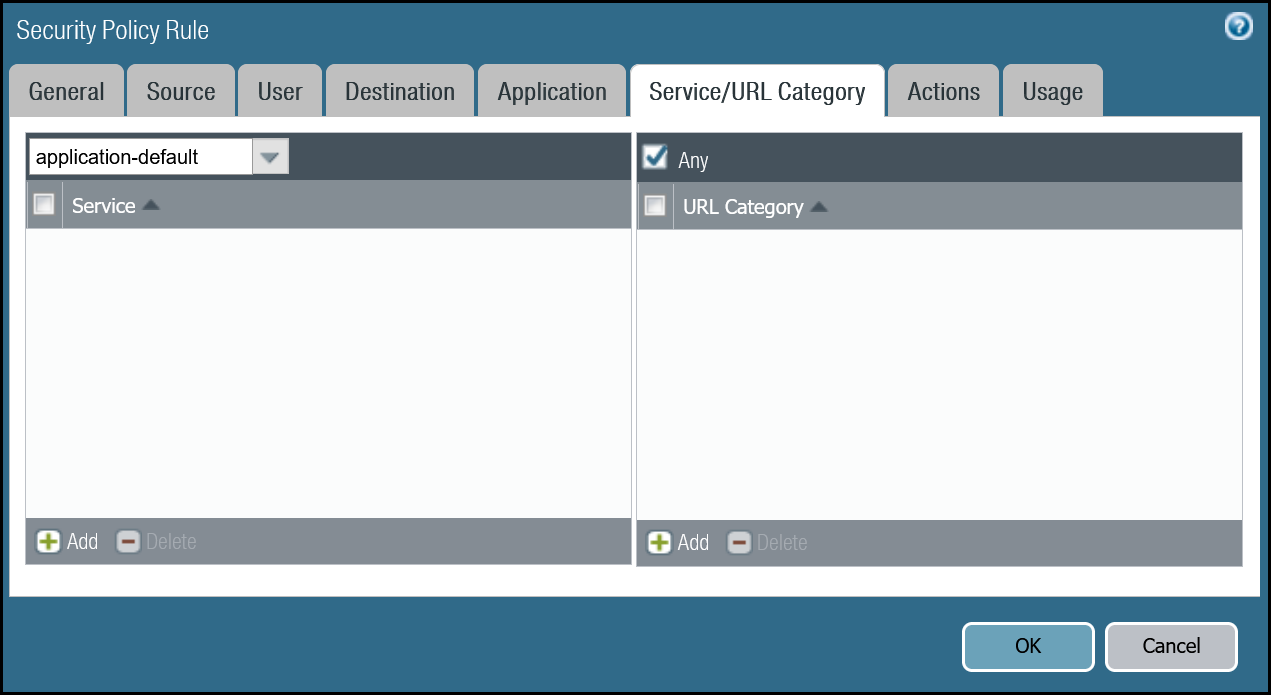 Security Policy Rule
General Source User Destination Application Service/URL Category Actions Usage
application-default
Any
Service
URL Category
Add Delete
Add Delete
OK Cancel